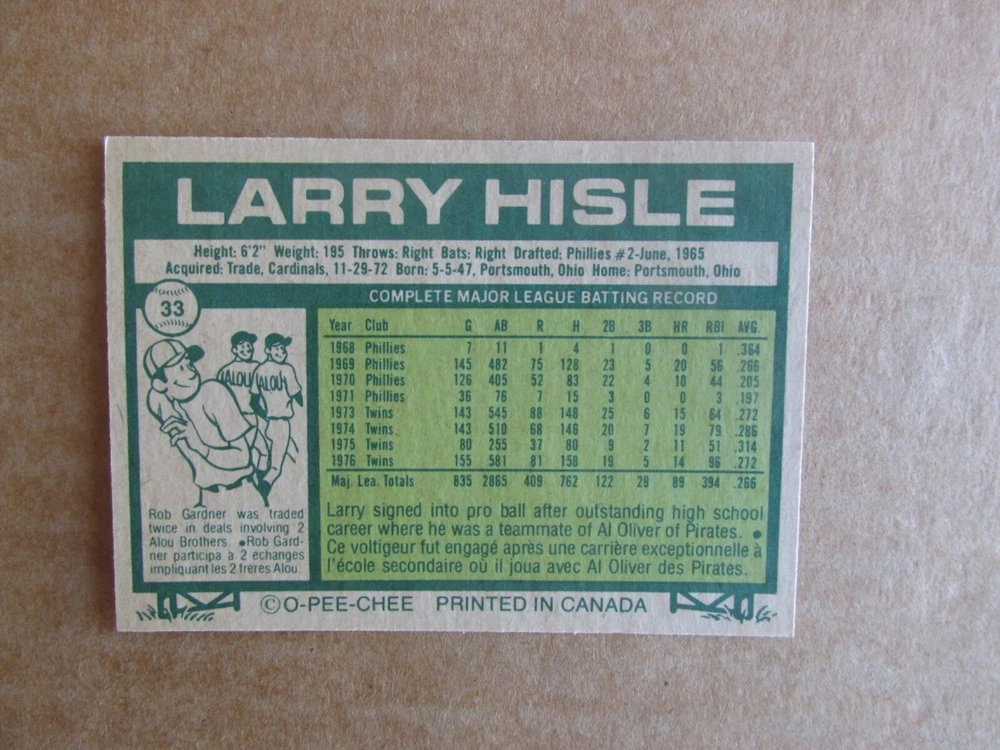 LARRY HISLE
Height: 6'2" Weight: 195 Throws: Right Bats: Right Drafted: Phillies #2-June, 1965
Acquired: Trade, Cardinals, 11-29-72 Born: 5-5-47, Portsmouth, Ohio Home: Portsmouth, Ohio
33
COMPLETE MAJOR LEAGUE BATTING RECORD
Year Club G AB R H 2B 3B HR RBI AVG.
1968 Phillies 7 11 1 4 1 0 0 1 .364
1969 Phillies 145 482 75 128 23 5 20 56 .266
1970 Phillies 126 405 52 83 22 4 10 44 .205
1971 Phillies 36 76 7 15 3 0 0 3 .197
1973 Twins 143 545 88 148 25 6 15 64 .272
1974 Twins 143 510 68 146 20 7 19 79 .286
1975 Twins 80 255 37 80 9 2 11 51 .314
1976 Twins 155 581 81 158 19 5 14 96 .272
Maj. Lea. Totals 835 2865 409 762 122 29 89 394 .266
ALOU ALOU
Rob Gardner was traded
twice in deals involving 2
Alou Brothers. •Rob Gard-
ner participa à 2 echanges
impliquant les 2 frères Alou.
Larry signed into pro ball after outstanding high school
career where he was a teammate of Al Oliver of Pirates. •
Ce voltigeur fut engagé après une carrière exceptionnelle à
l'école secondaire où il joua avec Al Oliver des Pirates.
©O-PEE-CHEE PRINTED IN CANADA